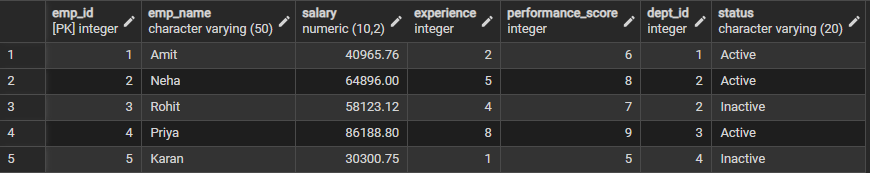 emp_id emp_name salary experience performance_score dept_id status
[PK] integer character varying (50) numeric (10,2) integer integer integer character varying (20)
1 1 Amit 40965.76 2 6 1 Active
2 2 Neha 64896.00 5 8 2 Active
3 3 Rohit 58123.12 4 7 2 Inactive
4 4 Priya 86188.80 8 9 3 Active
5 5 Karan 30300.75 1 5 4 Inactive